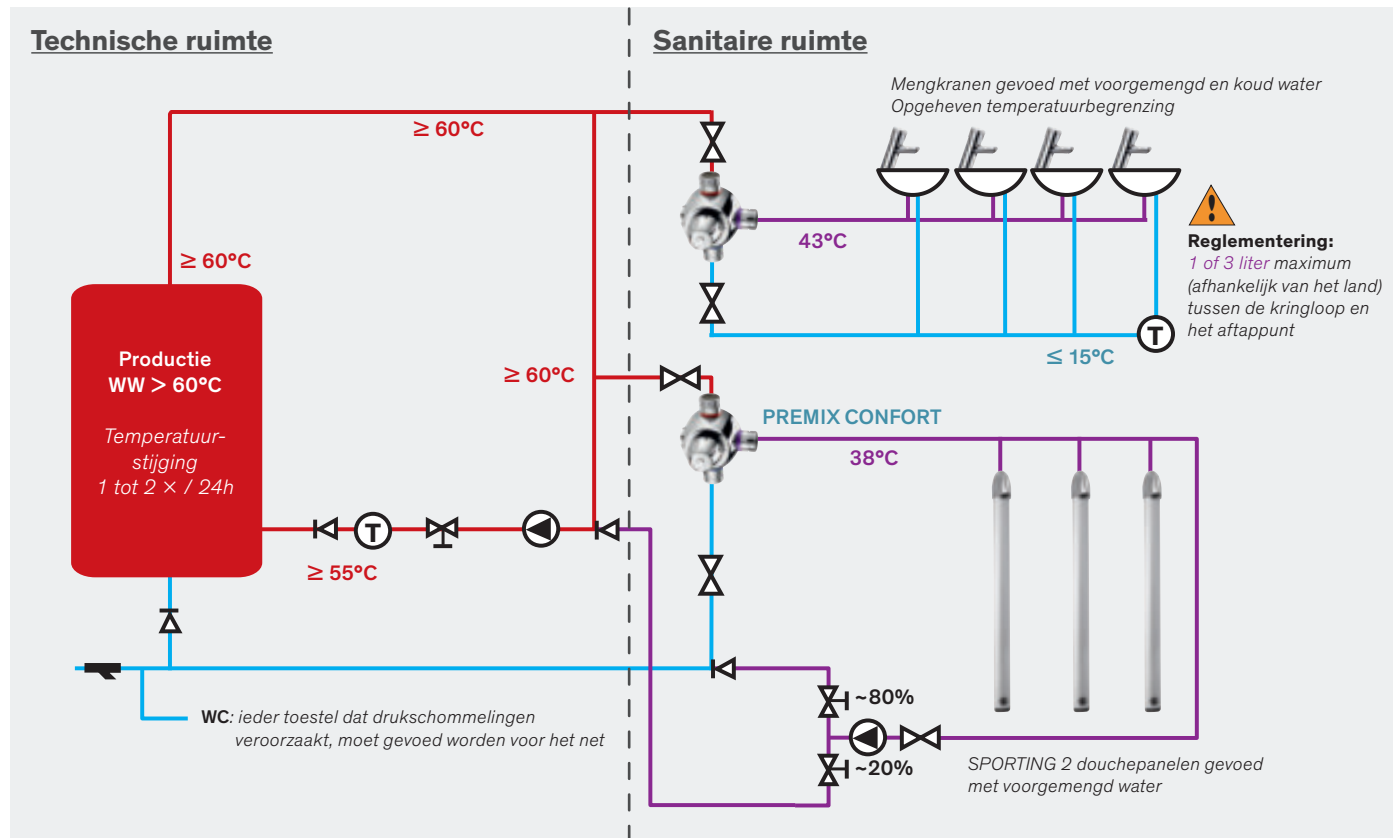 Technische ruimte
Sanitaire ruimte
Mengkranen gevoed met voorgemengd en koud water
Opgeheven temperatuurbegrenzing
≥ 60°C
≥ 60°C
43°C
Reglementering:
1 of 3 liter maximum
(afhankelijk van het land)
tussen de kringloop en
het aftappunt
T
≤ 15°C
Productie
WW > 60°C
Temperatuur-
stijging
1 tot 2 × / 24h
≥ 60°C
PREMIX CONFORT
38°C
T
≥ 55°C
WC: ieder toestel dat drukschommelingen
veroorzaakt, moet gevoed worden voor het net
~80%
~20%
SPORTING 2 douchepanelen gevoed
met voorgemengd water